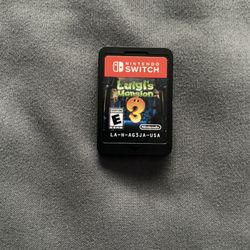 NINTENDO
SWITCH
Luigi's
Mansion
3
E
Nintendo
LA-H-AG3JA-USA